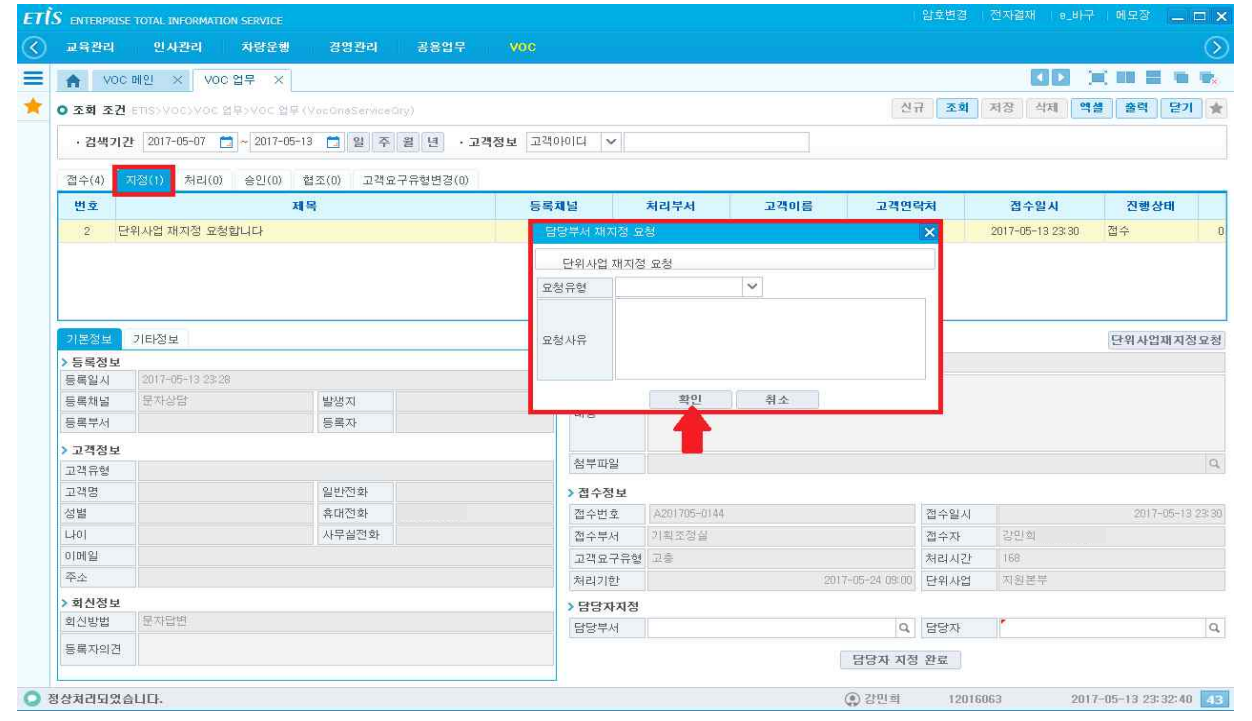 ETIS ENTERPRISE TOTAL INFORMATION SERVICE 암호변경 전자결재 e_바구 메모장
교육관리 인사관리 차량운행 경영관리 공용업무 VOC
VOC 메인 VOC 업무
조회 조건 ETIS>VOC>VOC 업무>VOC 업무 (VocOnaServiceQry) 신규 조회 저장 삭제 엑셀 출력 닫기
· 검색기간 2017-05-07 ~ 2017-05-13 일 주 월 년 · 고객정보 고객아이디
접수(4) 지정(1) 처리(0) 승인(0) 협조(0) 고객요구유형변경(0)
번호 제목 등록채널 처리부서 고객이름 고객연락처 접수일시 진행상태
2 단위사업 재지정 요청합니다 2017-05-13 23:30 접수 0
담당부서 재지정 요청
단위사업 재지정 요청
요청유형
요청사유
확인 취소
기본정보 기타정보 단위사업재지정요청
> 등록정보
등록일시 2017-05-13 23:28
등록채널 문자상담 발생지
등록부서 등록자
> 고객정보
고객유형 첨부파일
고객명 일반전화 > 접수정보
성별 휴대전화 접수번호 A201705-0144 접수일시 2017-05-13 23:30
나이 사무실전화 접수부서 기획조정실 접수자 강민희
이메일 고객요구유형 고충 처리시간 168
주소 처리기한 2017-05-24 09:00 단위사업 지원본부
> 회신정보 > 담당자지정
회신방법 문자답변 담당부서 담당자
등록자의견 담당자 지정 완료
정상처리되었습니다. 강민희 12016063 2017-05-13 23:32:40 43